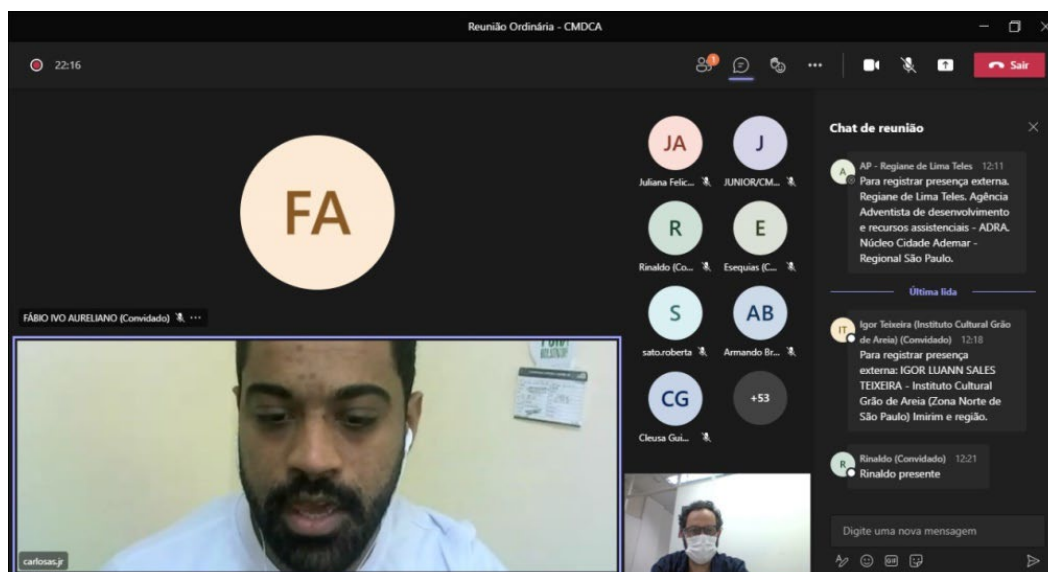 Reunião Ordinária - CMDCA
22:16
1
Sair
FA
FÁBIO IVO AURELIANO (Convidado)
carlosas.jr
JA
J
Juliana Felic...
JUNIOR/CM...
R
E
Rinaldo (Co...
Esequias (C...
S
AB
sato.roberta
Armando Br...
CG
+53
Cleusa Gui...
Chat de reunião
A
AP - Regiane de Lima Teles 12:11
Para registrar presença externa.
Regiane de Lima Teles. Agência
Adventista de desenvolvimento
e recursos assistenciais - ADRA.
Núcleo Cidade Ademar -
Regional São Paulo.
Última lida
IT
Igor Teixeira (Instituto Cultural Grão
de Areia) (Convidado) 12:18
Para registrar presença
externa: IGOR LUANN SALES
TEIXEIRA - Instituto Cultural
Grão de Areia (Zona Norte de
São Paulo) Imirim e região.
R
Rinaldo (Convidado) 12:21
Rinaldo presente
Digite uma nova mensagem
GIF